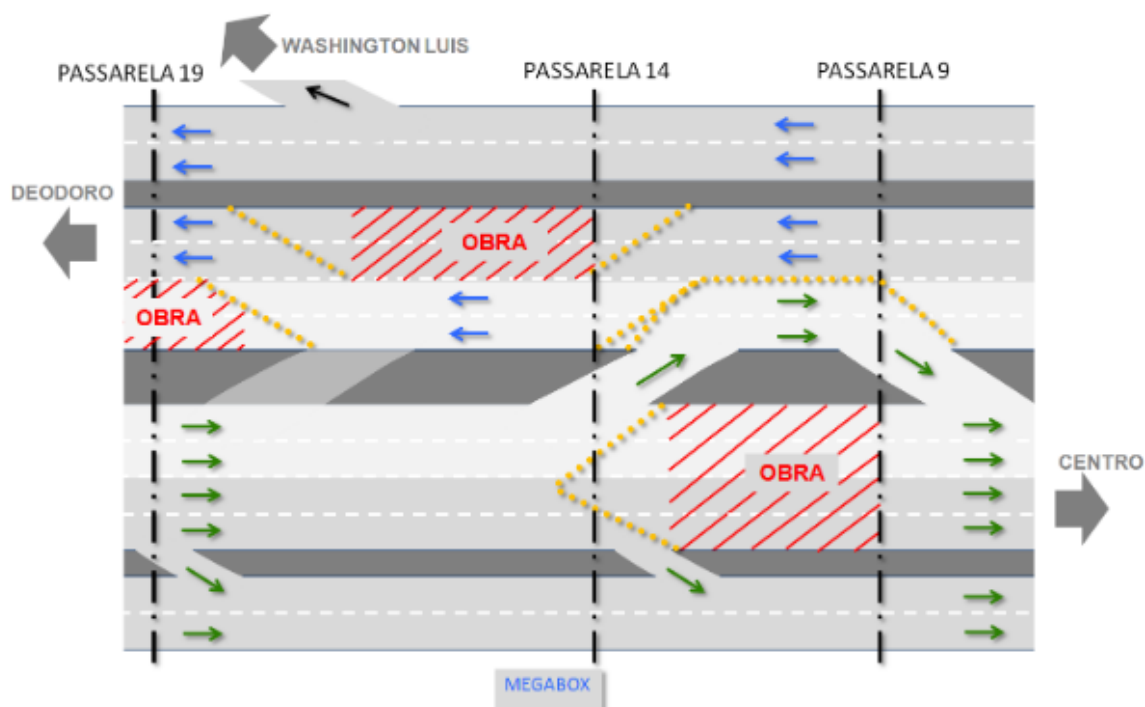 WASHINGTON LUIS
PASSARELA 19
PASSARELA 14
PASSARELA 9
DEODORO
OBRA
OBRA
OBRA
CENTRO
MEGABOX